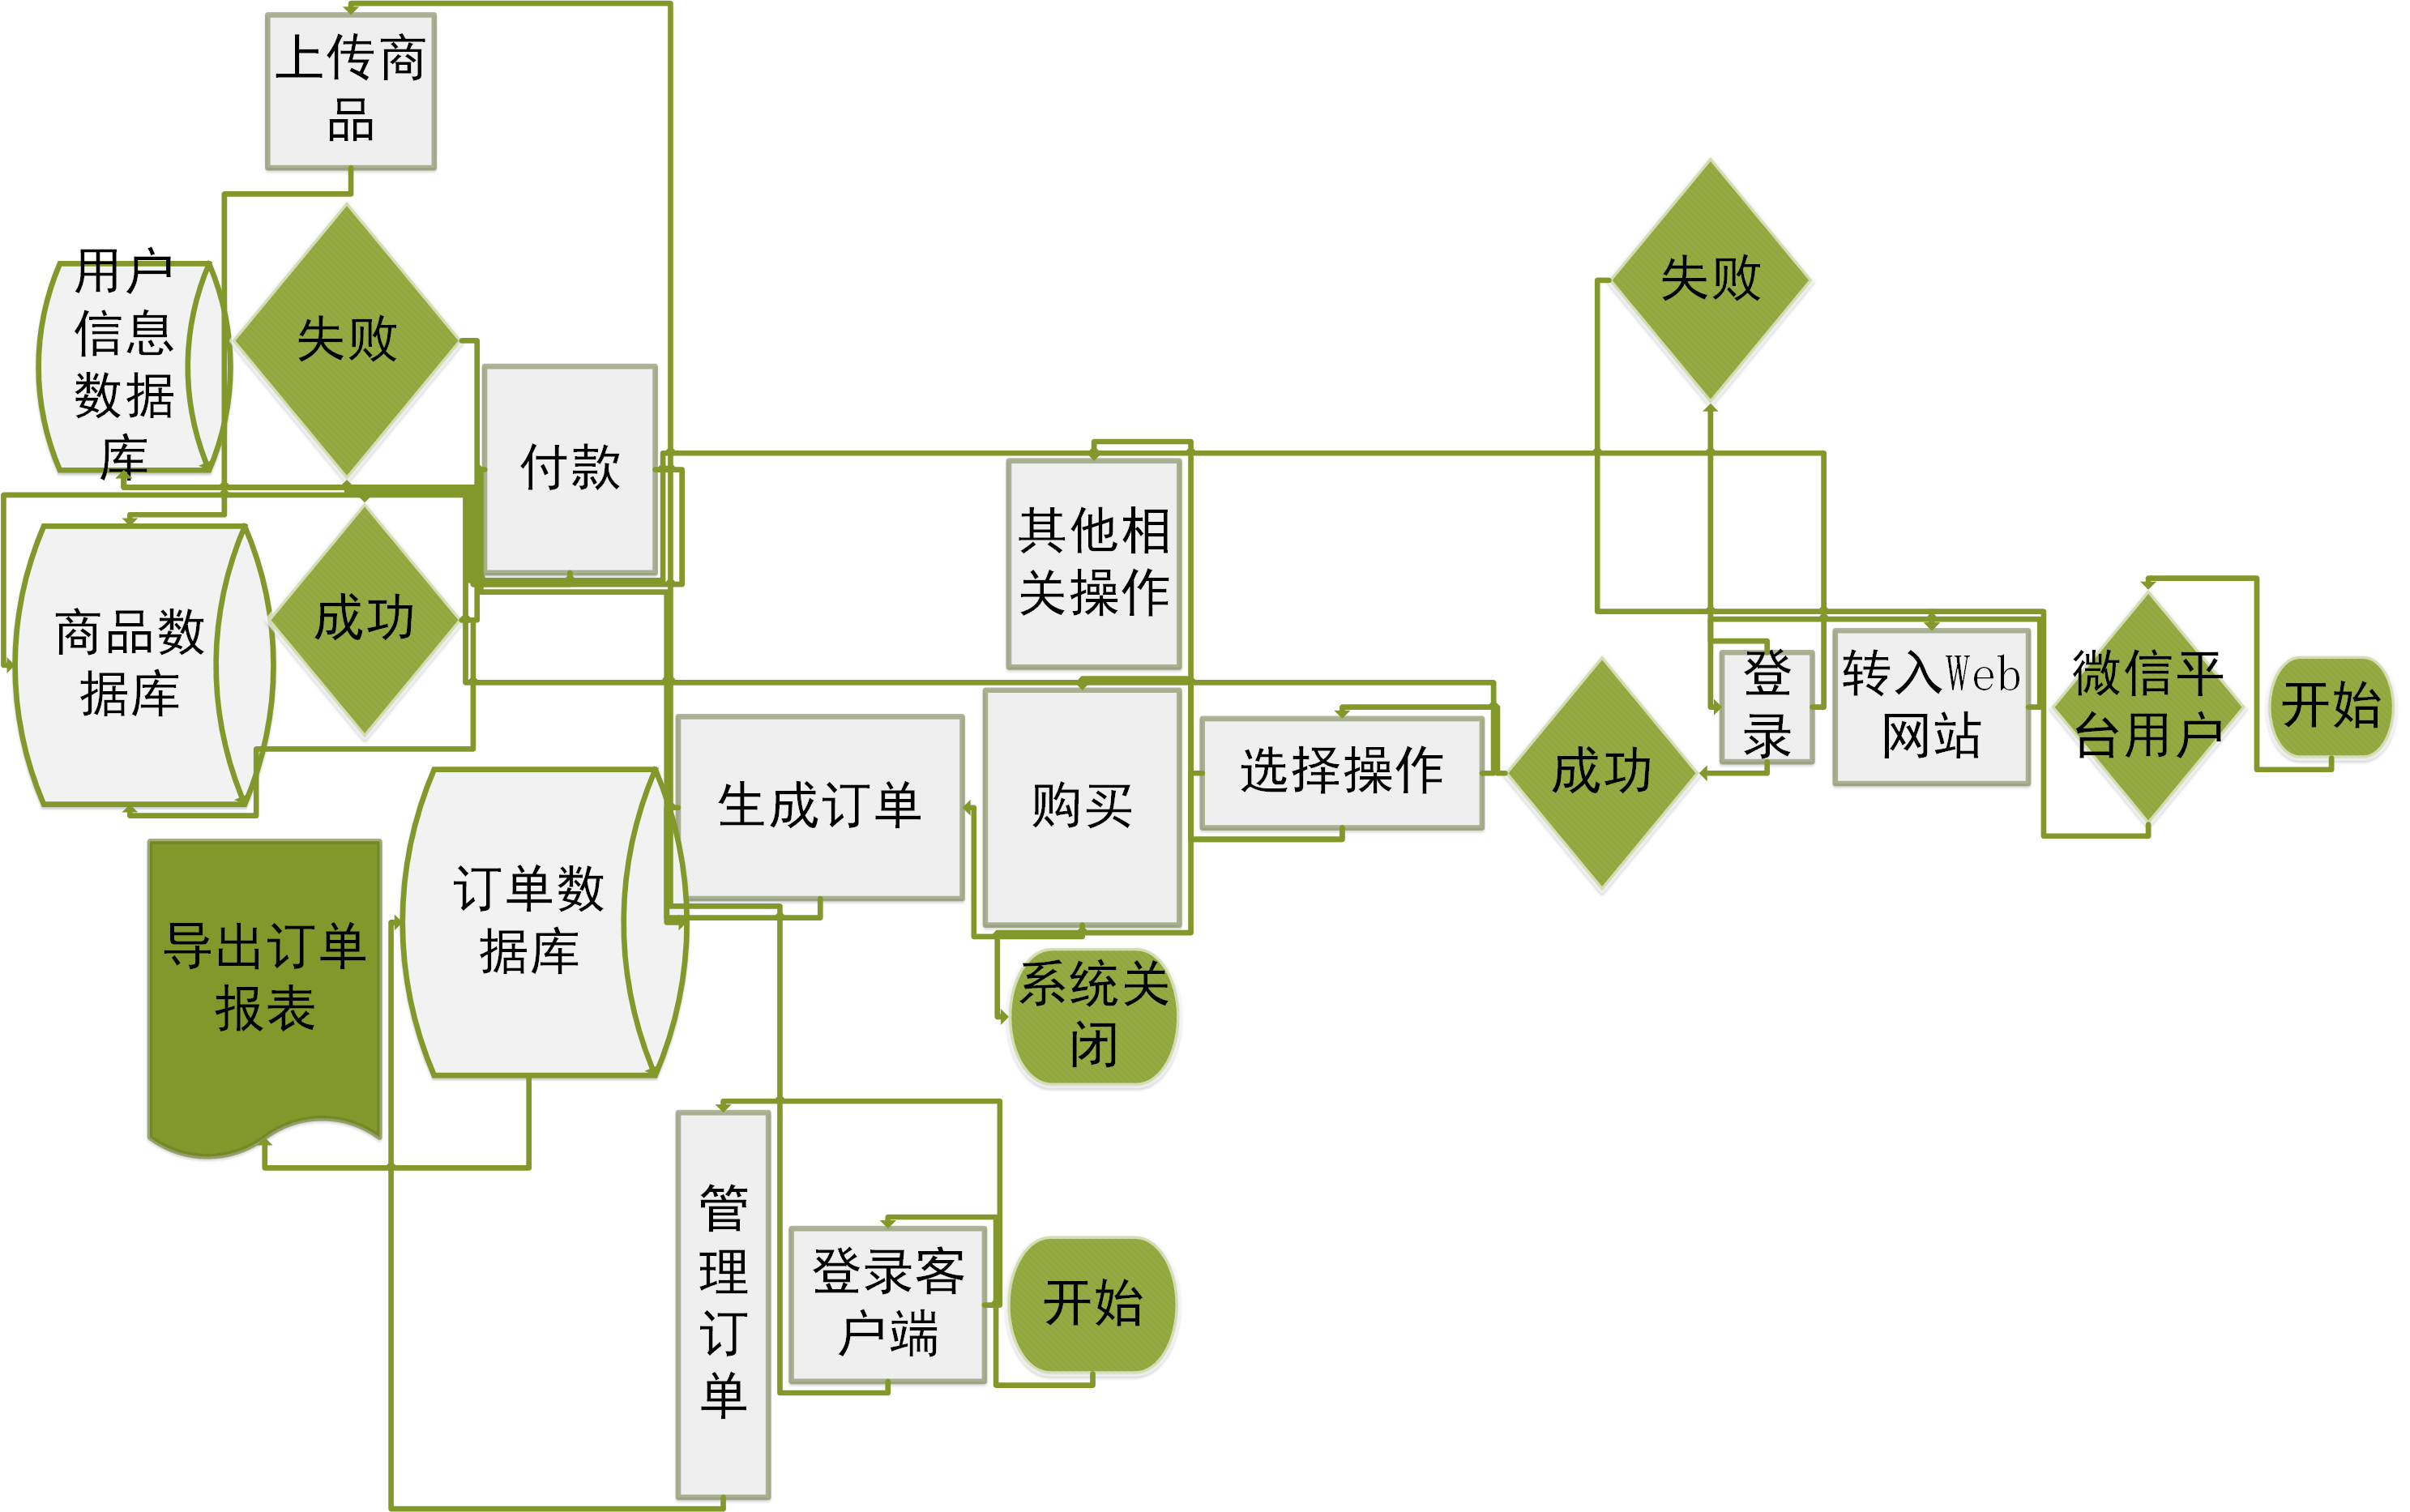 上传商
品
用户
信息
数据
库
失败
失败
付款
其他相
关操作
商品数
据库
成功
登
录
转入Web
网站
微信平
台用户
开始
生成订单
购买
选择操作
成功
订单数
据库
导出订单
报表
系统关
闭
管
理
订
单
登录客
户端
开始